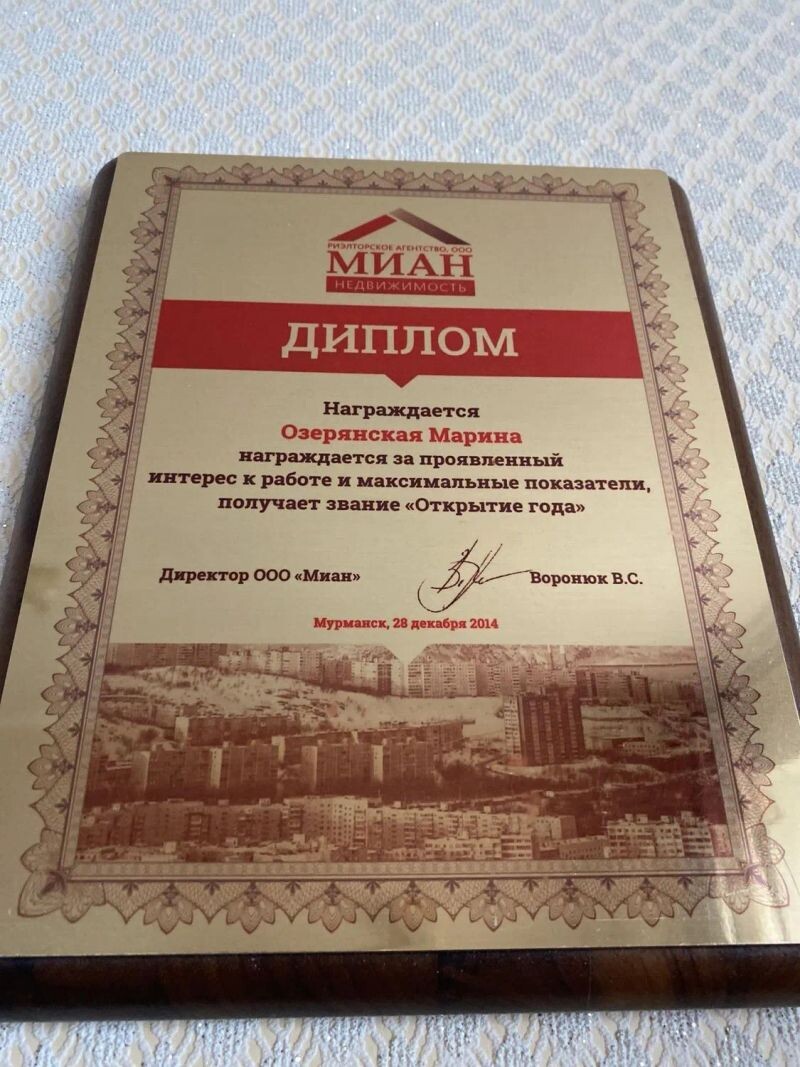 РИЭЛТОРСКОЕ АГЕНТСТВО, ООО
МИАН
НЕДВИЖИМОСТЬ
ДИПЛОМ
Награждается
Озерянская Марина
награждается за проявленный
интерес к работе и максимальные показатели,
получает звание «Открытие года»
Директор ООО «Миан» Воронюк В.С.
Мурманск, 28 декабря 2014